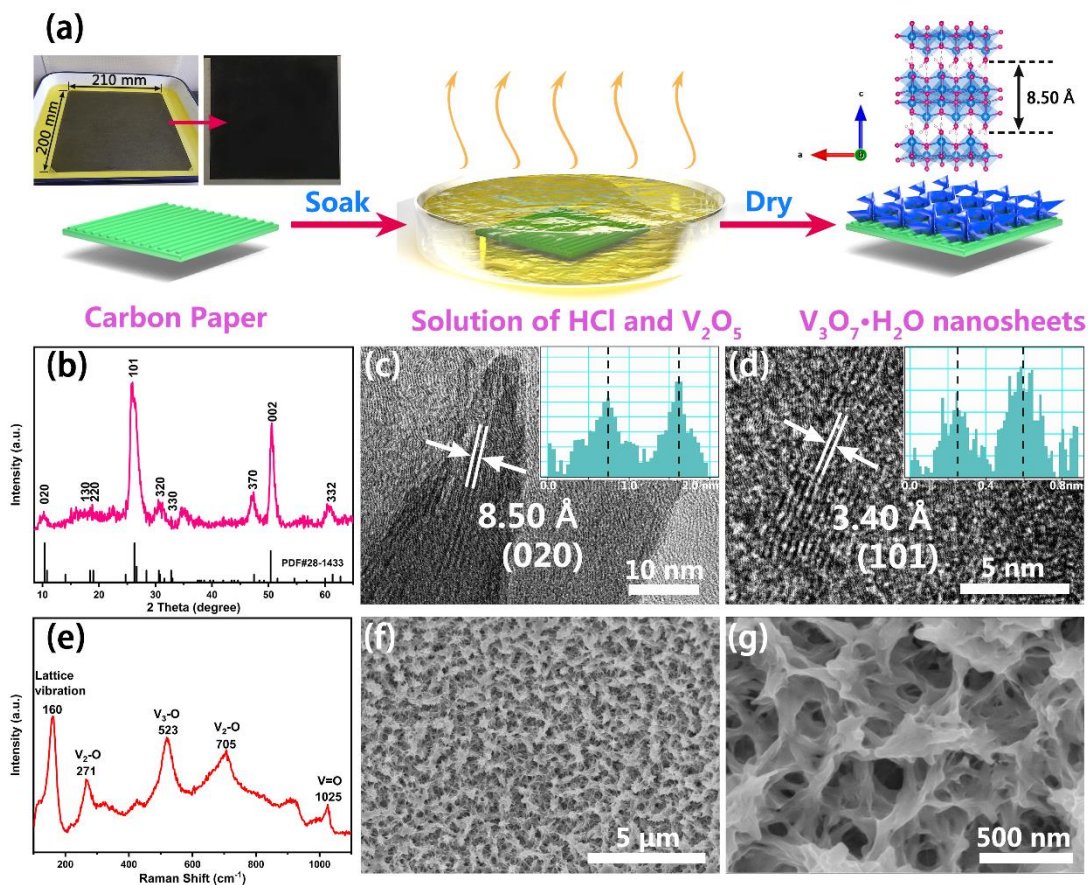 (a)
210 mm
200 mm
c
a
8.50 Å
Soak
Dry
Carbon Paper
Solution of HCl and V₂O₅
V₃O₇•H₂O nanosheets
(b)
Intensity (a.u.)
020
130
220
101
320
330
370
002
332
PDF#28-1433
10 20 30 40 50 60
2 Theta (degree)
(c)
8.50 Å
(020)
10 nm
0.0 1.0 2.0 nm
(d)
3.40 Å
(101)
5 nm
0.0 0.4 0.6 0.8nm
(e)
Intensity (a.u.)
Lattice
vibration
160
V₂-O
271
V₃-O
523
V₂-O
705
V=O
1025
200 400 600 800 1000
Raman Shift (cm⁻¹)
(f)
5 μm
(g)
500 nm